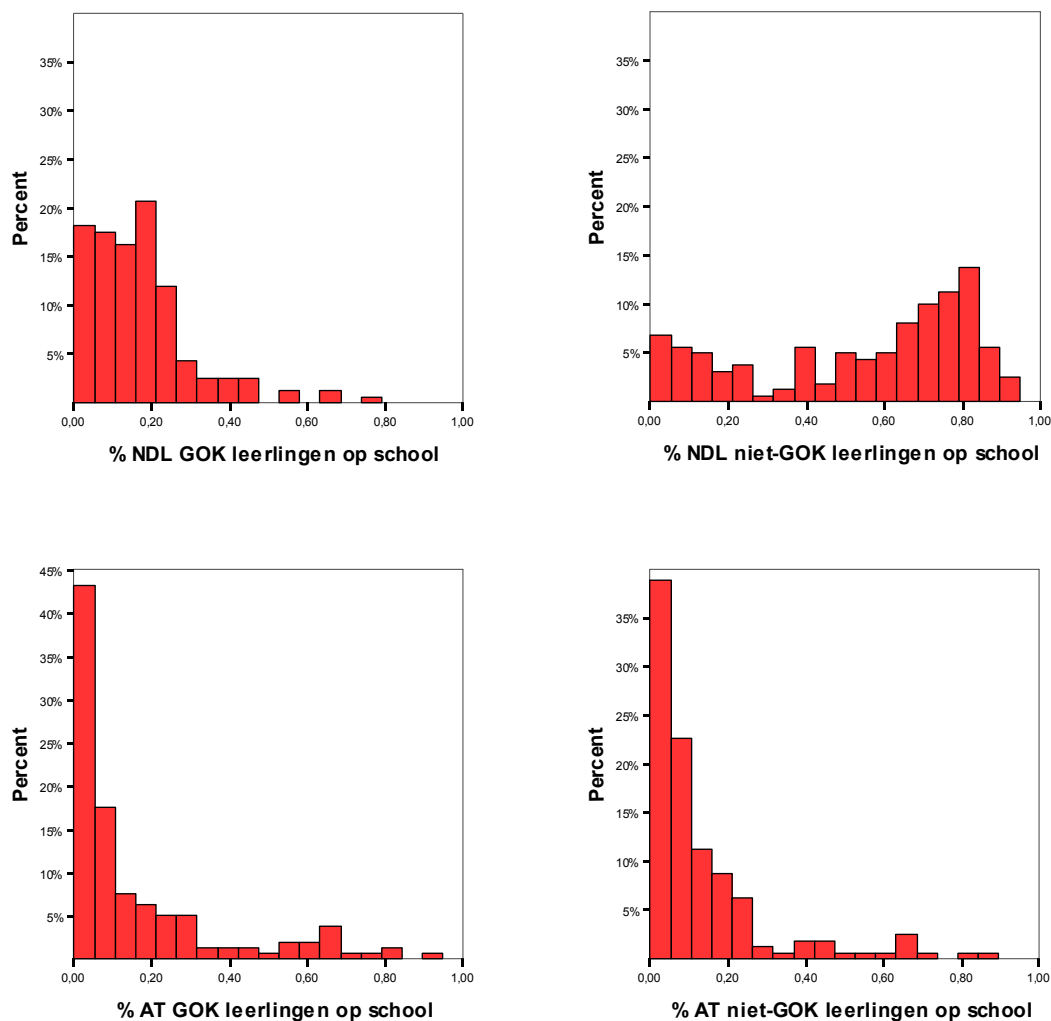 35%
30%
25%
20%
15%
10%
5%
Percent
0,00 0,20 0,40 0,60 0,80 1,00
% NDL GOK leerlingen op school
35%
30%
25%
20%
15%
10%
5%
Percent
0,00 0,20 0,40 0,60 0,80 1,00
% NDL niet-GOK leerlingen op school
45%
40%
35%
30%
25%
20%
15%
10%
5%
Percent
0,00 0,20 0,40 0,60 0,80 1,00
% AT GOK leerlingen op school
35%
30%
25%
20%
15%
10%
5%
Percent
0,00 0,20 0,40 0,60 0,80 1,00
% AT niet-GOK leerlingen op school